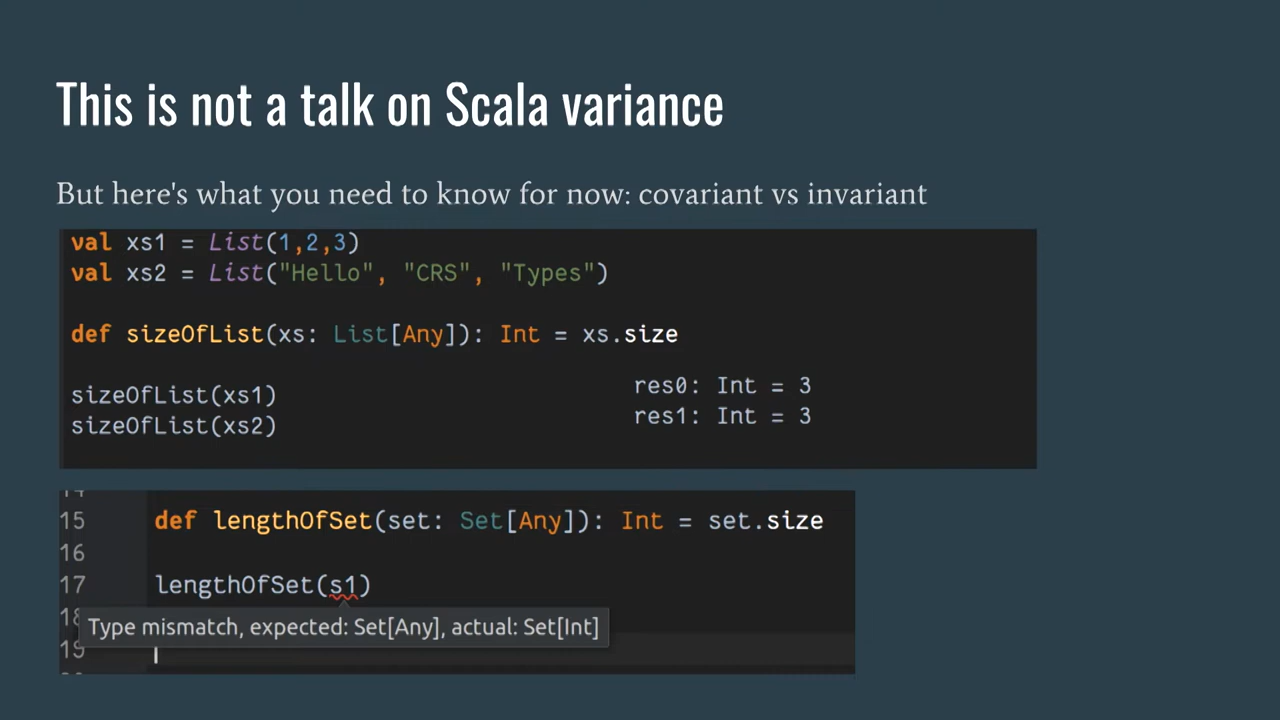 This is not a talk on Scala variance
But here's what you need to know for now: covariant vs invariant
val xs1 = List(1,2,3)
val xs2 = List("Hello", "CRS", "Types")
def sizeOfList(xs: List[Any]): Int = xs.size
sizeOfList(xs1)
sizeOfList(xs2)
res0: Int = 3
res1: Int = 3
15 def lengthOfSet(set: Set[Any]): Int = set.size
16
17 lengthOfSet(s1)
18
Type mismatch, expected: Set[Any], actual: Set[Int]
19